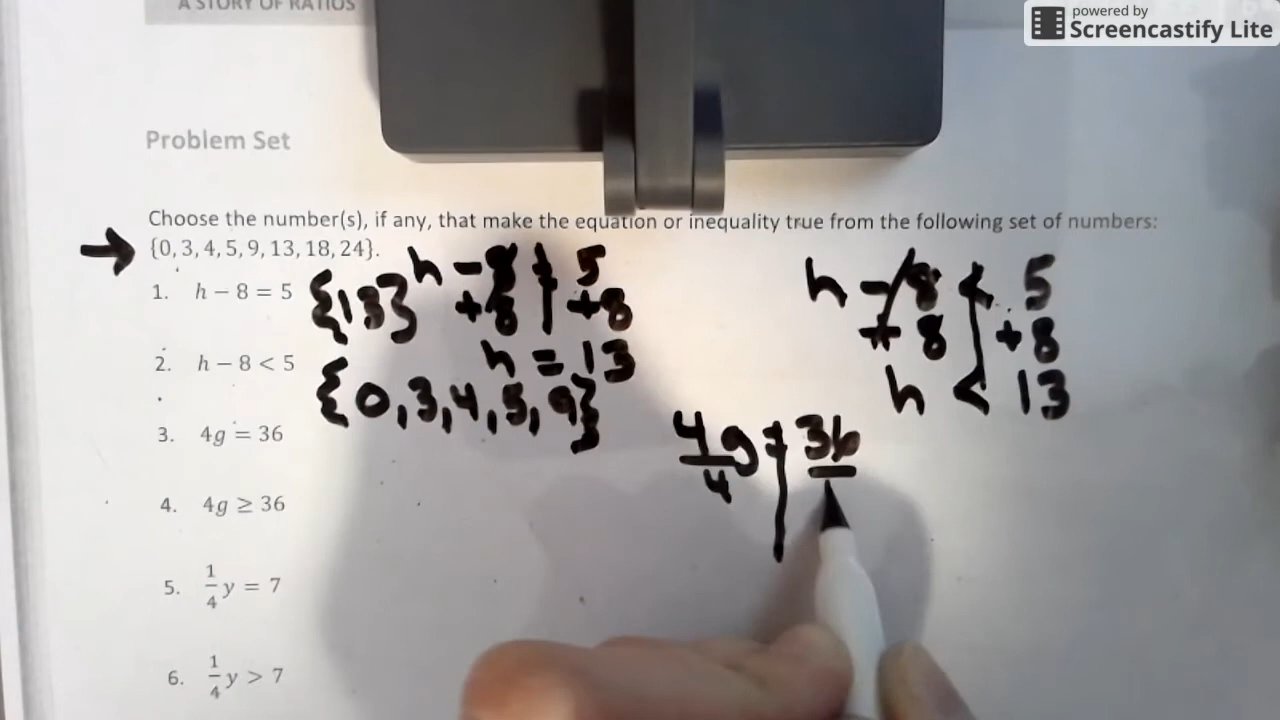 A STORY OF RATIOS
powered by
Screencastify Lite
Problem Set
Choose the number(s), if any, that make the equation or inequality true from the following set of numbers:
{0, 3, 4, 5, 9, 13, 18, 24}.
1. h − 8 = 5
{13}
h − 8 = 5
+8 +8
h = 13
h − 8 < 5
+8 +8
h < 13
2. h − 8 < 5
{0,3,4,5,9}
3. 4g = 36
4g = 36
4
4. 4g ≥ 36
5. 1/4 y = 7
6. 1/4 y > 7